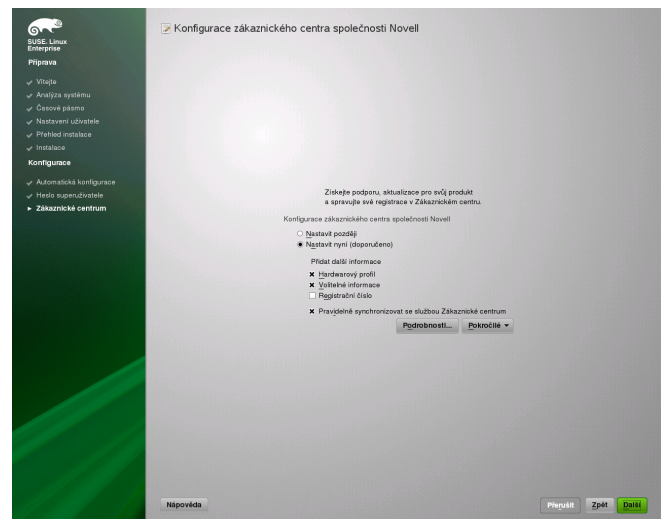 SUSE. Linux
Enterprise
Příprava
Vítejte
Analýza systému
Časové pásmo
Nastavení uživatele
Přehled instalace
Instalace
Konfigurace
Automatická konfigurace
Heslo superuživatele
Zákaznické centrum
Konfigurace zákaznického centra společnosti Novell
Získejte podporu, aktualizace pro svůj produkt
a spravujte své registrace v Zákaznickém centru.
Konfigurace zákaznického centra společnosti Novell
Nastavit později
Nastavit nyní (doporučeno)
Přidat další informace
Hardwarový profil
Volitelné informace
Registrační číslo
Pravidelně synchronizovat se službou Zákaznické centrum
Podrobnosti... Pokročilé
Nápověda Přerušit Zpět Další